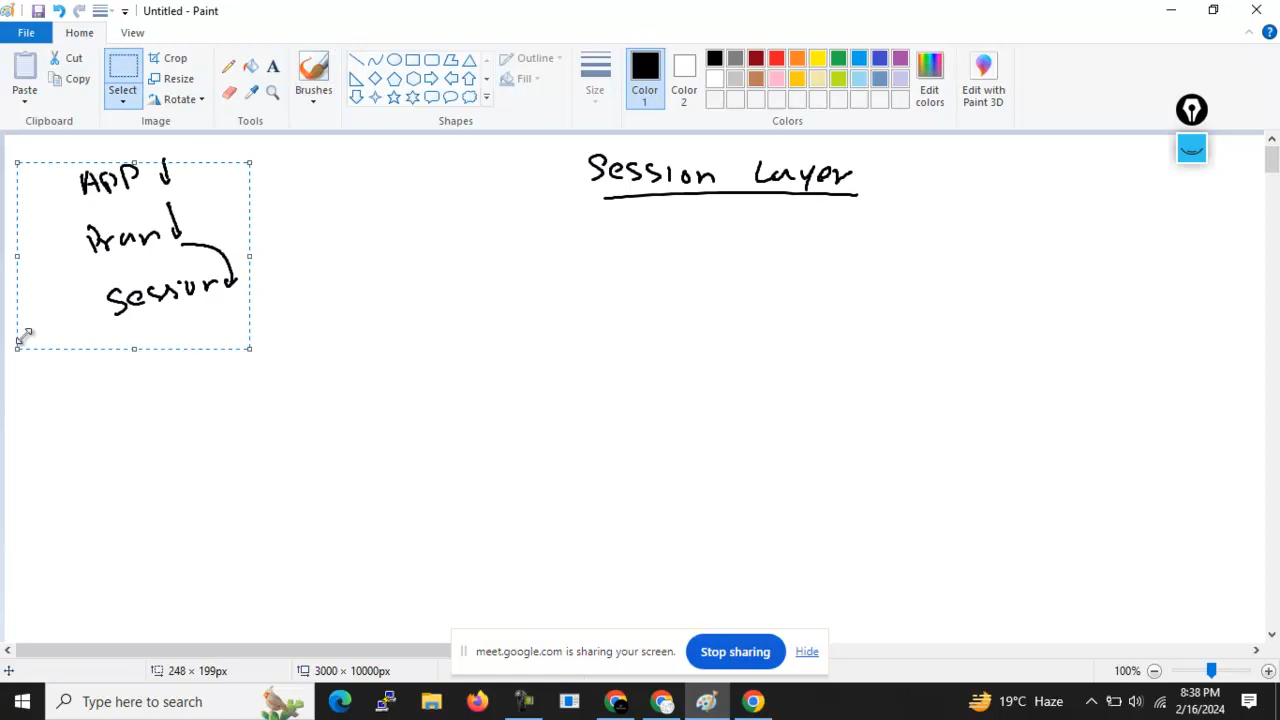 Untitled - Paint
File Home View
Paste
Cut
Copy
Clipboard
Select
Crop
Resize
Rotate
Image
Tools
Brushes
Shapes
Outline
Fill
Size
Color 1
Color 2
Edit colors
Edit with Paint 3D
Colors
Session Layer
APP
Session
meet.google.com is sharing your screen. Stop sharing Hide
248 × 199px 3000 × 10000px 100%
Type here to search
19°C Haze
8:38 PM
2/16/2024